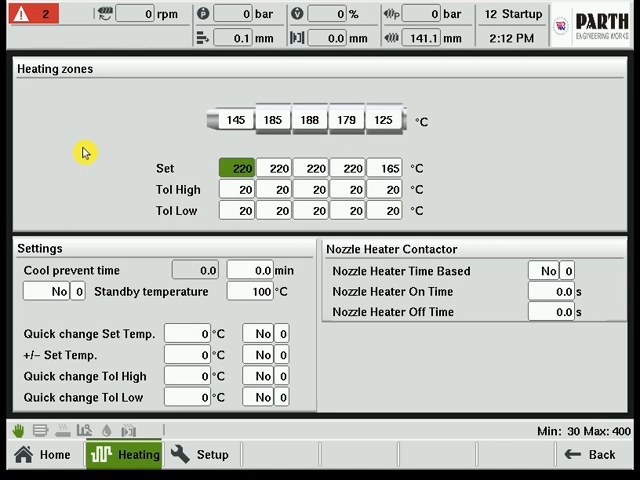 2 0 rpm P 0 bar V 0 % P 0 bar 12 Startup PARTH
ENGINEERING WORKS
0.1 mm 0.0 mm 141.1 mm 2:12 PM
Heating zones
145 185 188 179 125 °C
Set 220 220 220 220 165 °C
Tol High 20 20 20 20 20 °C
Tol Low 20 20 20 20 20 °C
Settings
Cool prevent time 0.0 0.0 min
No 0 Standby temperature 100 °C
Quick change Set Temp. 0 °C No 0
+/- Set Temp. 0 °C No 0
Quick change Tol High 0 °C No 0
Quick change Tol Low 0 °C No 0
Nozzle Heater Contactor
Nozzle Heater Time Based No 0
Nozzle Heater On Time 0.0 s
Nozzle Heater Off Time 0.0 s
Min: 30 Max: 400
Home Heating Setup Back